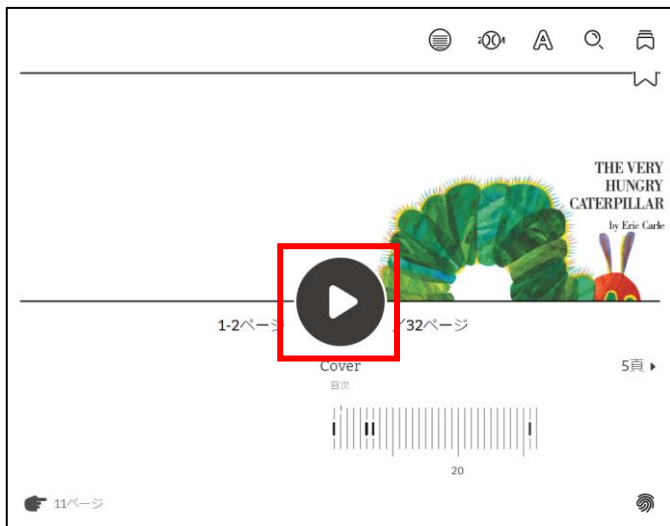 THE VERY
HUNGRY
CATERPILLAR
by Eric Carle
1-2ページ /32ページ
Cover
5頁
目次
20
11ページ